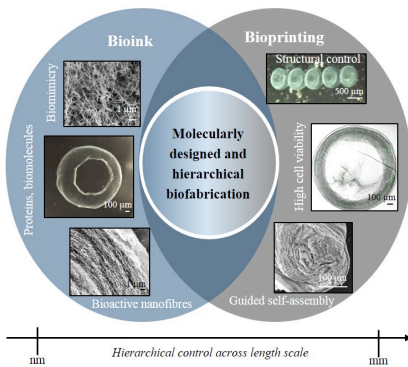 Bioink
Bioprinting
Biomimicry
1 µm
Proteins, biomolecules
100 µm
1 µm
Bioactive nanofibres
Molecularly
designed and
hierarchical
biofabrication
Structural control
500 µm
High cell viability
100 µm
100 µm
Guided self-assembly
nm
Hierarchical control across length scale
mm